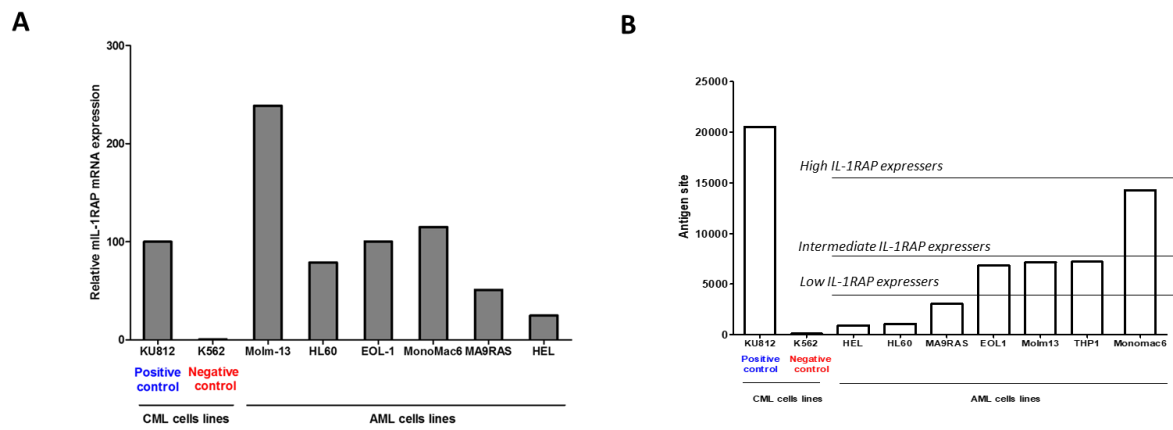 A
Relative mIL-1RAP mRNA expression
300
200
100
0
KU812 K562 Molm-13 HL60 EOL-1 MonoMac6 MA9RAS HEL
Positive control
Negative control
CML cells lines
AML cells lines
B
Antigen site
25000
20000
15000
10000
5000
0
High IL-1RAP expressers
Intermediate IL-1RAP expressers
Low IL-1RAP expressers
KU812 K562 HEL HL60 MA9RAS EOL1 Molm13 THP1 Monomac6
Positive control
Negative control
CML cells lines
AML cells lines